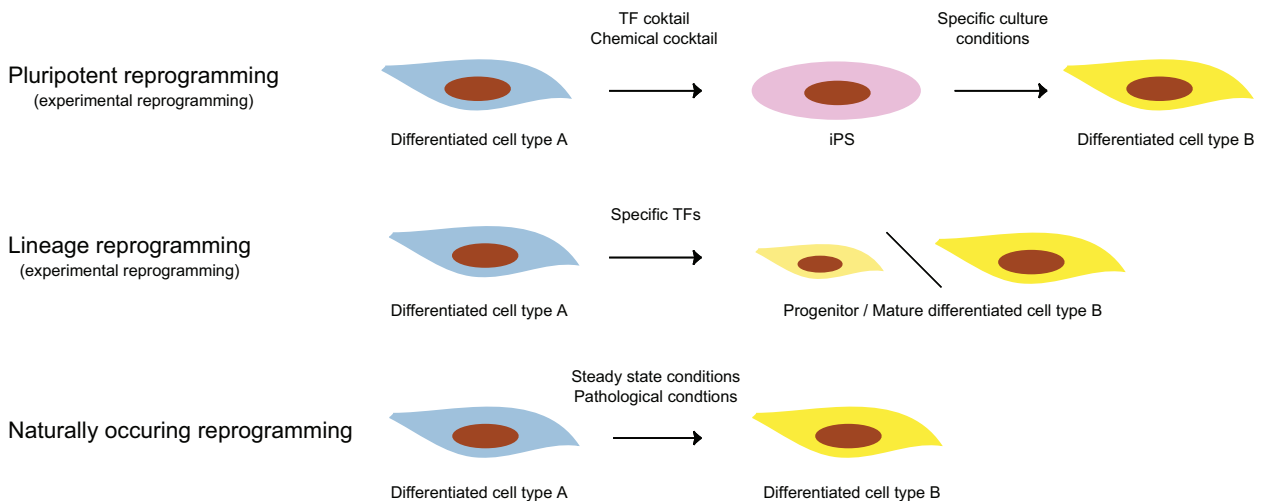 TF coktail
Chemical cocktail
Specific culture
conditions
Pluripotent reprogramming
(experimental reprogramming)
Differentiated cell type A
iPS
Differentiated cell type B
Specific TFs
Lineage reprogramming
(experimental reprogramming)
Differentiated cell type A
Progenitor / Mature differentiated cell type B
Steady state conditions
Pathological condtions
Naturally occuring reprogramming
Differentiated cell type A
Differentiated cell type B